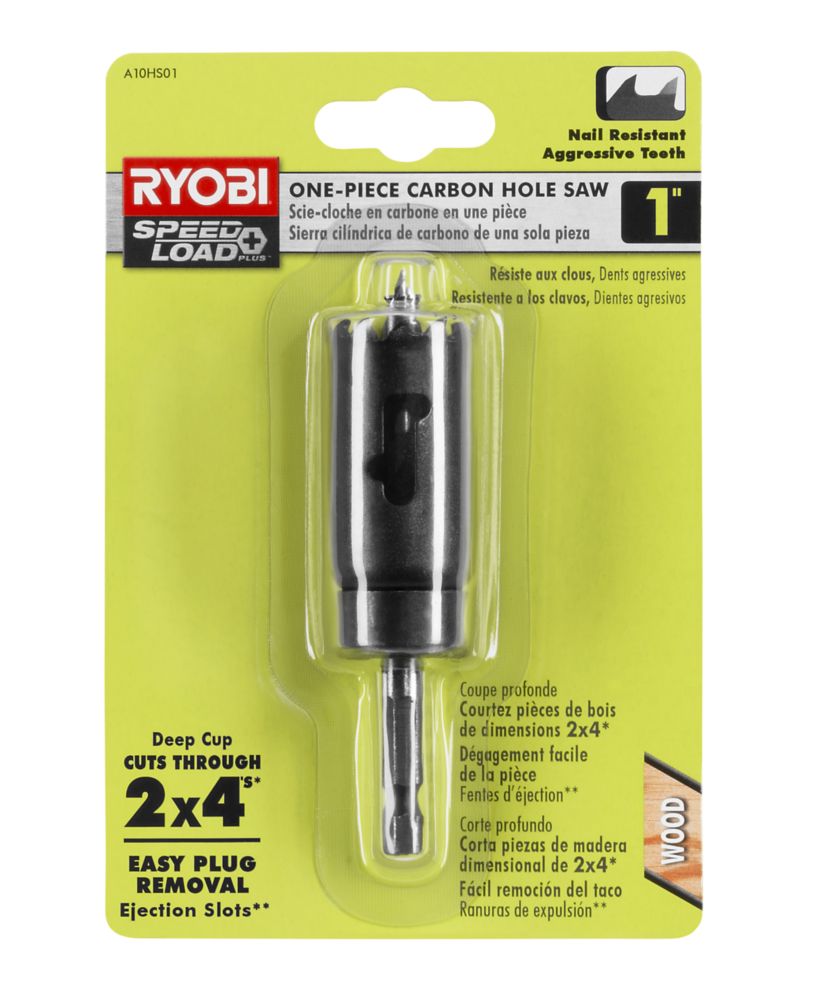 A10HS01
Nail Resistant
Aggressive Teeth
RYOBI
SPEED
LOAD+
PLUS™
ONE-PIECE CARBON HOLE SAW
Scie-cloche en carbone en une pièce
Sierra cilíndrica de carbono de una sola pieza
1"
Résiste aux clous, Dents agressives
Resistente a los clavos, Dientes agresivos
Deep Cup
CUTS THROUGH
2x4'S*
EASY PLUG
REMOVAL
Ejection Slots**
Coupe profonde
Courtez pièces de bois
de dimensions 2x4*
Dégagement facile
de la pièce
Fentes d'éjection**
Corte profundo
Corta piezas de madera
dimensional de 2x4*
Fácil remoción del taco
Ranuras de expulsión**
WOOD